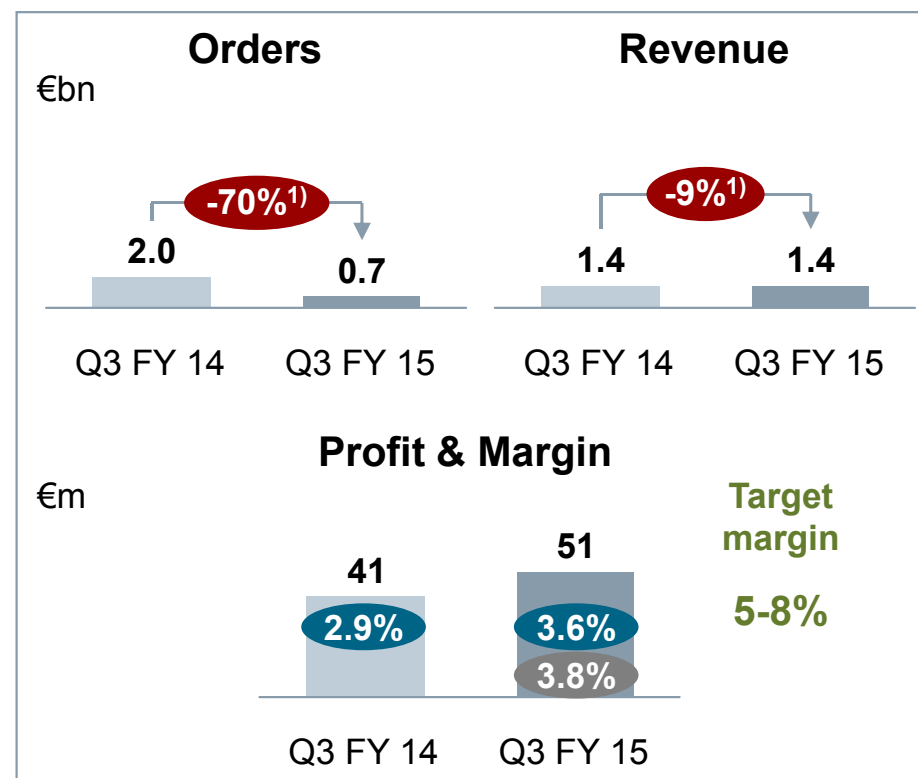 Orders
Revenue
€bn
-70%1)
-9%1)
2.0
0.7
1.4
1.4
Q3 FY 14
Q3 FY 15
Q3 FY 14
Q3 FY 15
Profit & Margin
€m
Target
margin
5-8%
41
51
2.9%
3.6%
3.8%
Q3 FY 14
Q3 FY 15